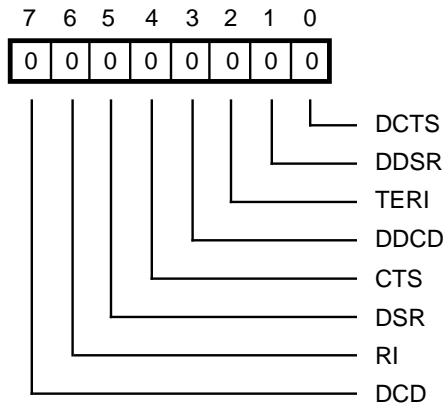 7 6 5 4 3 2 1 0
0 0 0 0 0 0 0 0
DCTS
DDSR
TERI
DDCD
CTS
DSR
RI
DCD